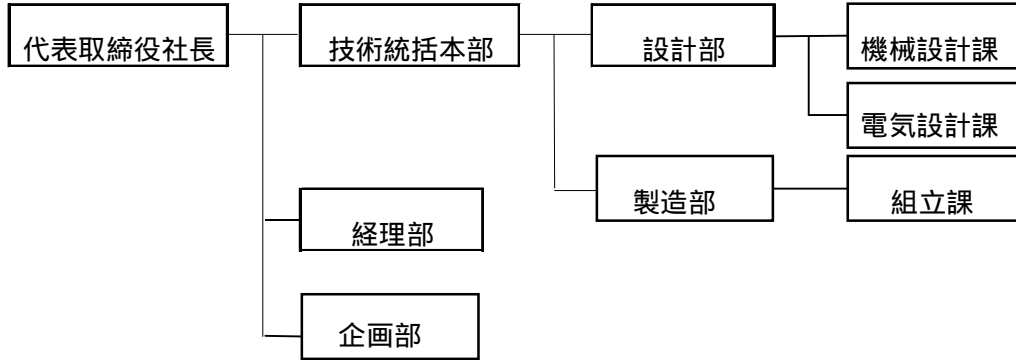 代表取締役社長
技術統括本部
設計部
機械設計課
電気設計課
製造部
組立課
経理部
企画部